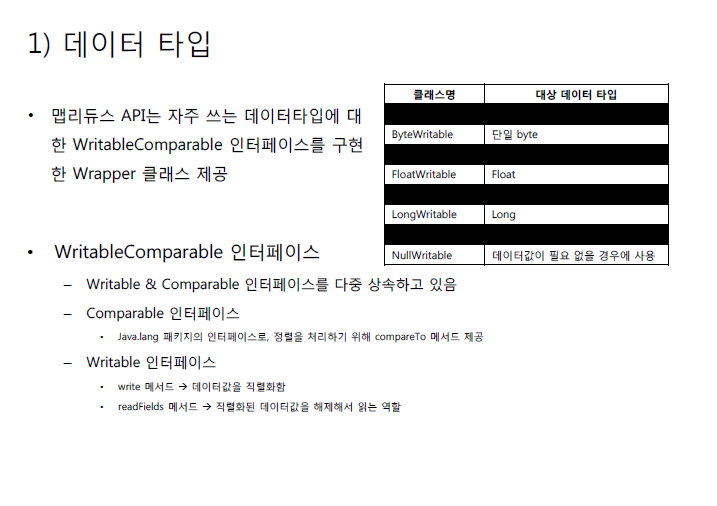 1) 데이터 타입
• 맵리듀스 API는 자주 쓰는 데이터타입에 대
한 WritableComparable 인터페이스를 구현
한 Wrapper 클래스 제공
클래스명 대상 데이터 타입
ByteWritable 단일 byte
FloatWritable Float
LongWritable Long
NullWritable 데이터값이 필요 없을 경우에 사용
• WritableComparable 인터페이스
– Writable & Comparable 인터페이스를 다중 상속하고 있음
– Comparable 인터페이스
• Java.lang 패키지의 인터페이스로, 정렬을 처리하기 위해 compareTo 메서드 제공
– Writable 인터페이스
• write 메서드 → 데이터값을 직렬화함
• readFields 메서드 → 직렬화된 데이터값을 해제해서 읽는 역할